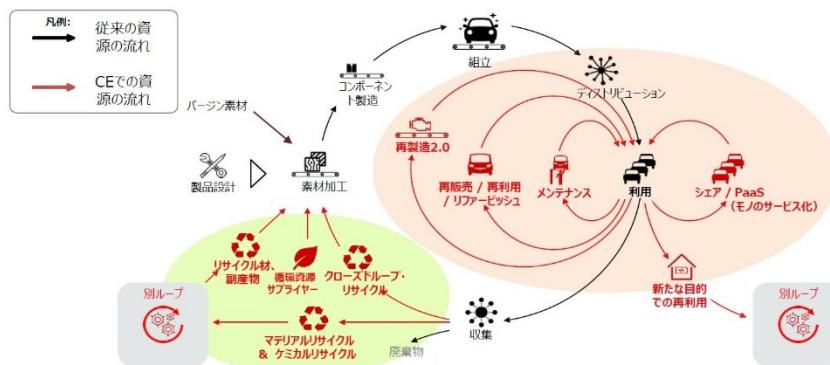 凡例:
従来の資
源の流れ
CEでの資
源の流れ
バージン素材
製品設計
素材加工
コンポーネン
ト製造
組立
ディストリビューション
再製造2.0
再販売 / 再利用
/ リファービッシュ
メンテナンス
利用
シェア / PaaS
(モノのサービス化)
リサイクル材、
副産物
循環資源
サプライヤー
クローズドループ・
リサイクル
新たな目的
での再利用
別ループ
別ループ
マテリアルリサイクル
& ケミカルリサイクル
収集
廃棄物